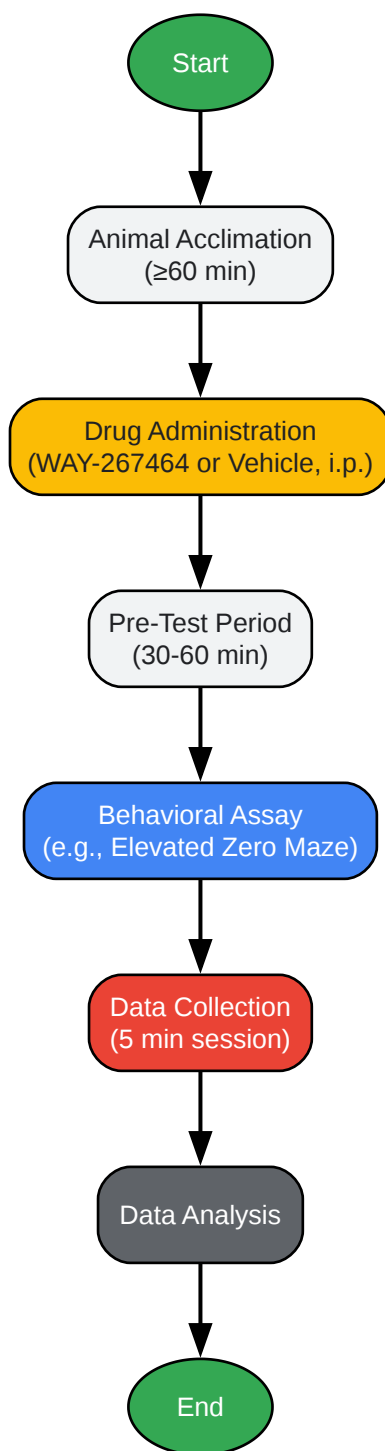 Start
Animal Acclimation
(≥60 min)
Drug Administration
(WAY-267464 or Vehicle, i.p.)
Pre-Test Period
(30-60 min)
Behavioral Assay
(e.g., Elevated Zero Maze)
Data Collection
(5 min session)
Data Analysis
End